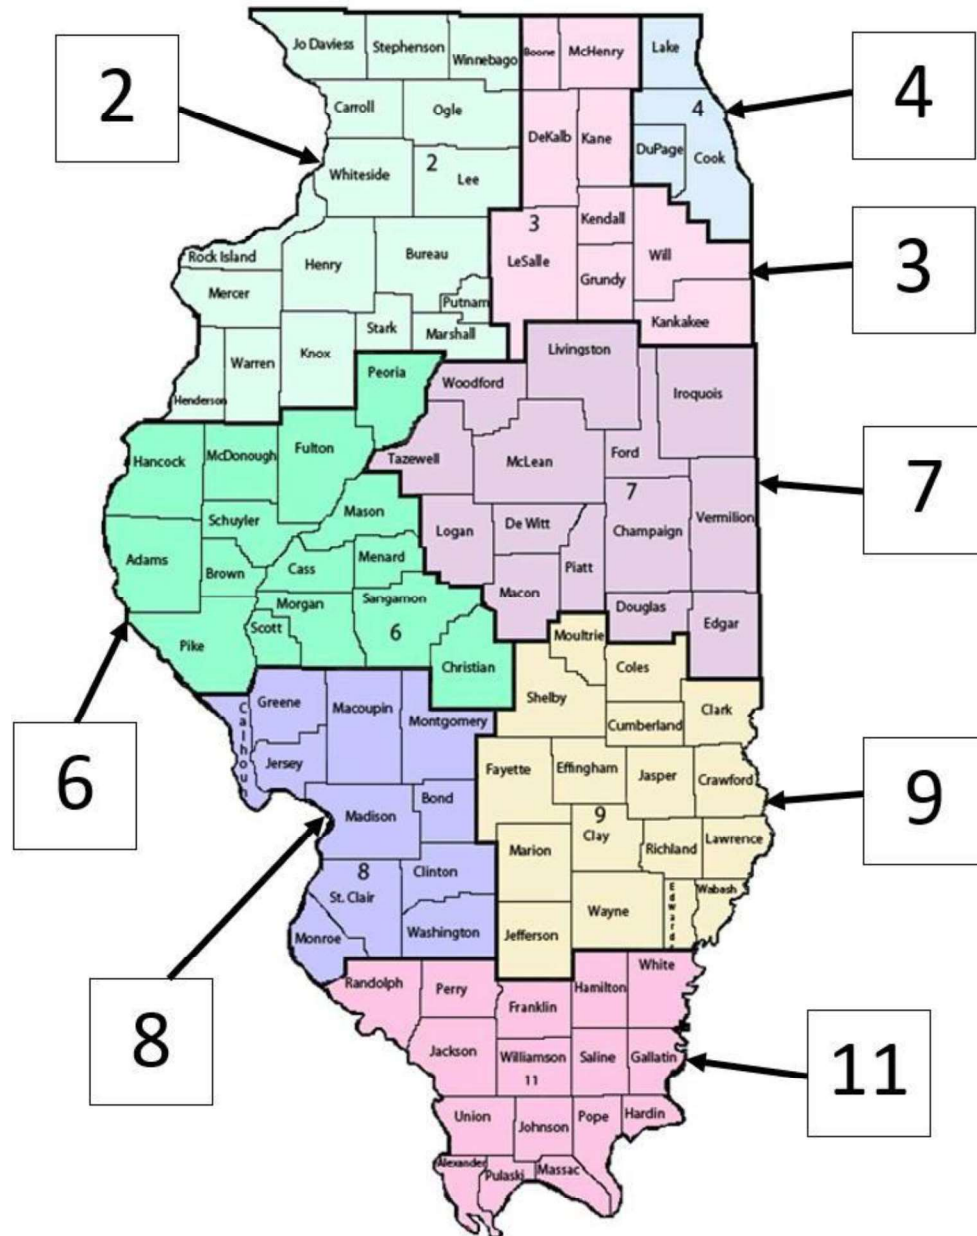 Jo Daviess
Stephenson
Winnebago
Boone
McHenry
Lake
2
4
Carroll
Ogle
4
DeKalb
Kane
DuPage
Cook
Whiteside
2
Lee
3
Kendall
3
Rock Island
Henry
Bureau
LeSalle
Will
Mercer
Putnam
Grundy
Stark
Marshall
Kankakee
Warren
Knox
Henderson
Peoria
Livingston
Woodford
Iroquois
Hancock
McDonough
Fulton
Tazewell
McLean
Ford
7
7
Mason
Schuyler
Logan
De Witt
Champaign
Vermilion
Adams
Brown
Cass
Menard
Piatt
Macon
Morgan
Sangamon
Scott
6
Douglas
Edgar
Pike
Christian
Moultrie
Coles
6
Greene
Macoupin
Montgomery
Shelby
Clark
Calhoun
Cumberland
Jersey
Fayette
Effingham
Jasper
Crawford
9
Bond
Madison
9
Clay
Marion
Richland
Lawrence
8
Clinton
St. Clair
Wayne
Edwards
Wabash
Monroe
Washington
Jefferson
8
Randolph
Perry
Franklin
Hamilton
White
Jackson
Williamson
11
Saline
Gallatin
11
Union
Johnson
Pope
Hardin
Alexander
Pulaski
Massac